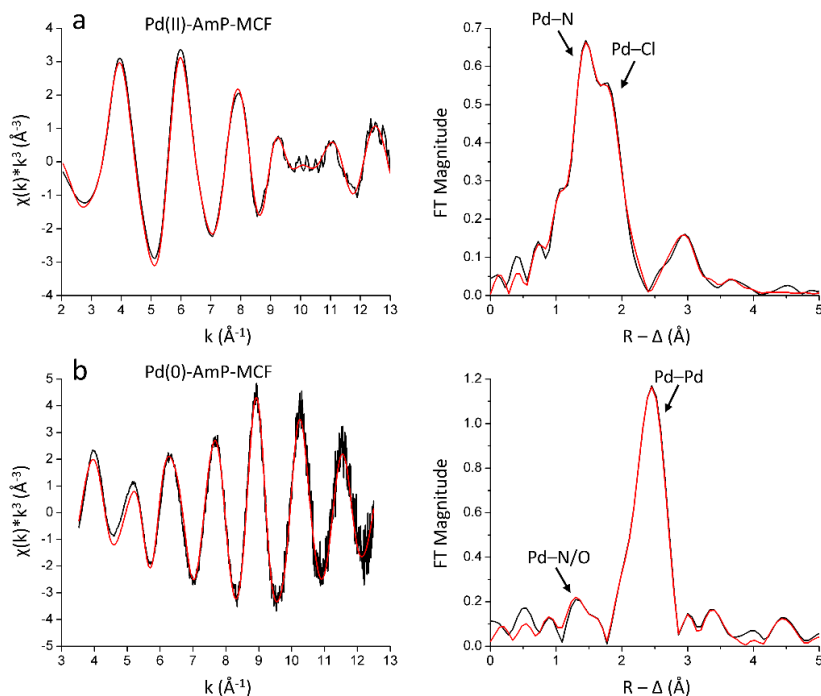 a
Pd(II)-AmP-MCF
χ(k)*k³ (Å⁻³)
4
3
2
1
0
-1
-2
-3
-4
2 3 4 5 6 7 8 9 10 11 12 13
k (Å⁻¹)
Pd–N
Pd–Cl
FT Magnitude
0.7
0.6
0.5
0.4
0.3
0.2
0.1
0.0
0 1 2 3 4 5
R – Δ (Å)
b
Pd(0)-AmP-MCF
χ(k)*k³ (Å⁻³)
5
4
3
2
1
0
-1
-2
-3
-4
-5
3 4 5 6 7 8 9 10 11 12 13
k (Å⁻¹)
Pd–Pd
Pd–N/O
FT Magnitude
1.2
1.0
0.8
0.6
0.4
0.2
0.0
0 1 2 3 4 5
R – Δ (Å)